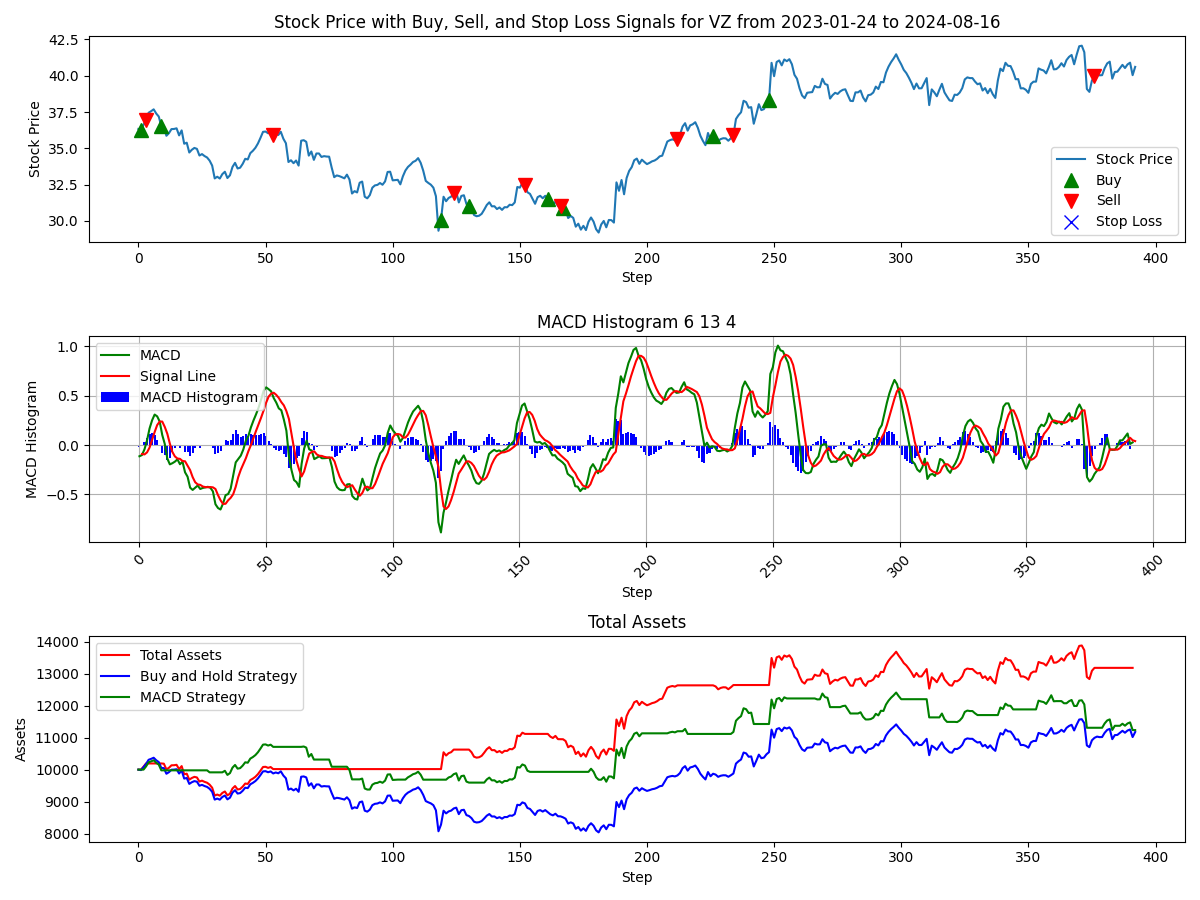 Stock Price with Buy, Sell, and Stop Loss Signals for VZ from 2023-01-24 to 2024-08-16
42.5
40.0
37.5
35.0
32.5
30.0
Stock Price
Stock Price
Buy
Sell
Stop Loss
0 50 100 150 200 250 300 350 400
Step
MACD Histogram 6 13 4
1.0
0.5
0.0
−0.5
MACD Histogram
MACD
Signal Line
MACD Histogram
0 50 100 150 200 250 300 350 400
Step
Total Assets
14000
13000
12000
11000
10000
9000
8000
Assets
Total Assets
Buy and Hold Strategy
MACD Strategy
0 50 100 150 200 250 300 350 400
Step